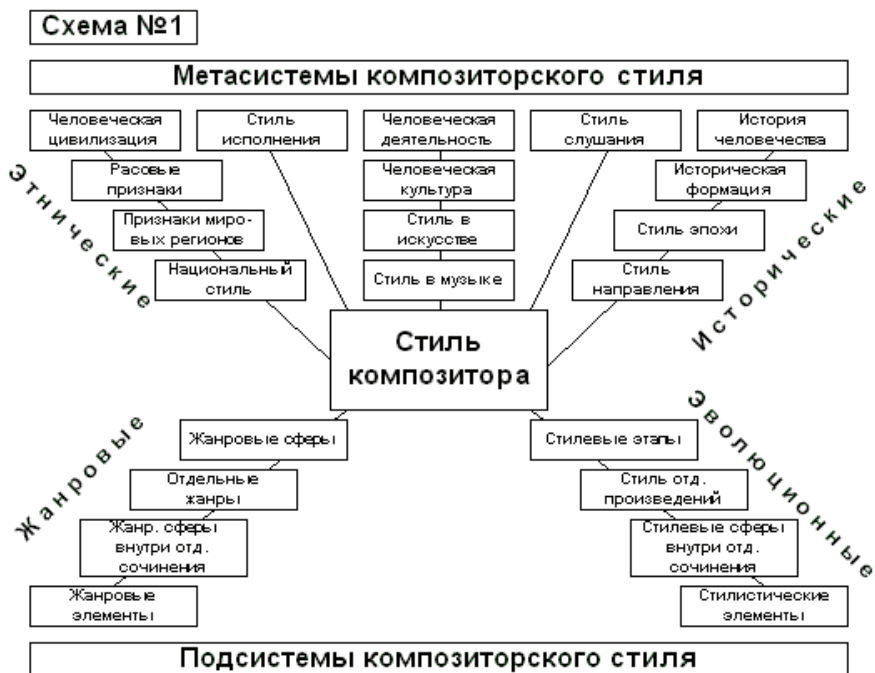 Схема №1
Метасистемы композиторского стиля
Человеческая
цивилизация
Стиль
исполнения
Человеческая
деятельность
Стиль
слушания
История
человечества
Расовые
признаки
Человеческая
культура
Историческая
формация
Признаки миро-
вых регионов
Стиль в
искусстве
Стиль эпохи
Национальный
стиль
Стиль в музыке
Стиль
направления
Этнические
Исторические
Стиль
композитора
Жанровые
Эволюционные
Жанровые сферы
Стилевые этапы
Отдельные
жанры
Стиль отд.
произведений
Жанр. сферы
внутри отд.
сочинения
Стилевые сферы
внутри отд.
сочинения
Жанровые
элементы
Стилистические
элементы
Подсистемы композиторского стиля